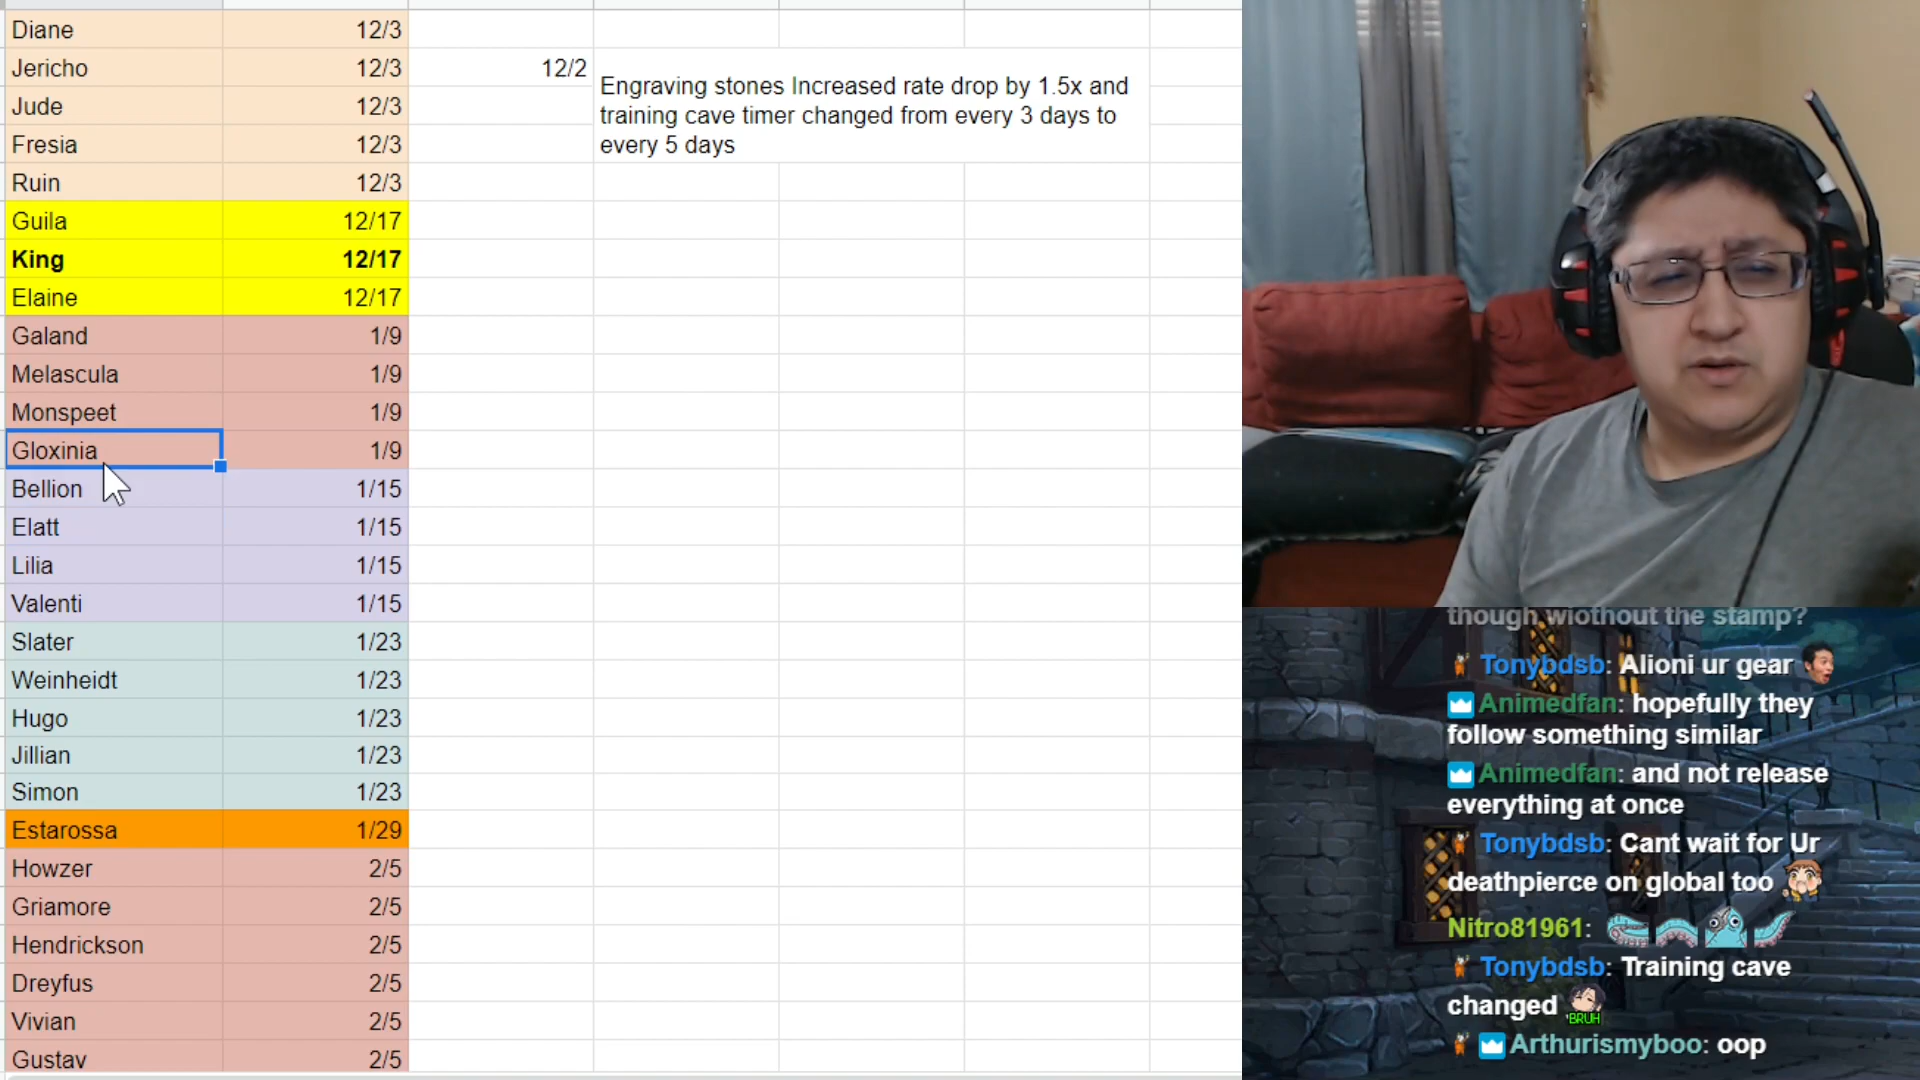 Diane 12/3
Jericho 12/3 12/2
Engraving stones Increased rate drop by 1.5x and
training cave timer changed from every 3 days to
every 5 days
Jude 12/3
Fresia 12/3
Ruin 12/3
Guila 12/17
King 12/17
Elaine 12/17
Galand 1/9
Melascula 1/9
Monspeet 1/9
Gloxinia 1/9
Bellion 1/15
Elatt 1/15
Lilia 1/15
Valenti 1/15
Slater 1/23
Weinheidt 1/23
Hugo 1/23
Jillian 1/23
Simon 1/23
Estarossa 1/29
Howzer 2/5
Griamore 2/5
Hendrickson 2/5
Dreyfus 2/5
Vivian 2/5
Gustav 2/5
though wiothout the stamp?
Tonybdsb: Alioni ur gear
Animedfan: hopefully they
follow something similar
Animedfan: and not release
everything at once
Tonybdsb: Cant wait for Ur
deathpierce on global too
Nitro81961:
Tonybdsb: Training cave
changed
BRUH
Arthurismyboo: oop